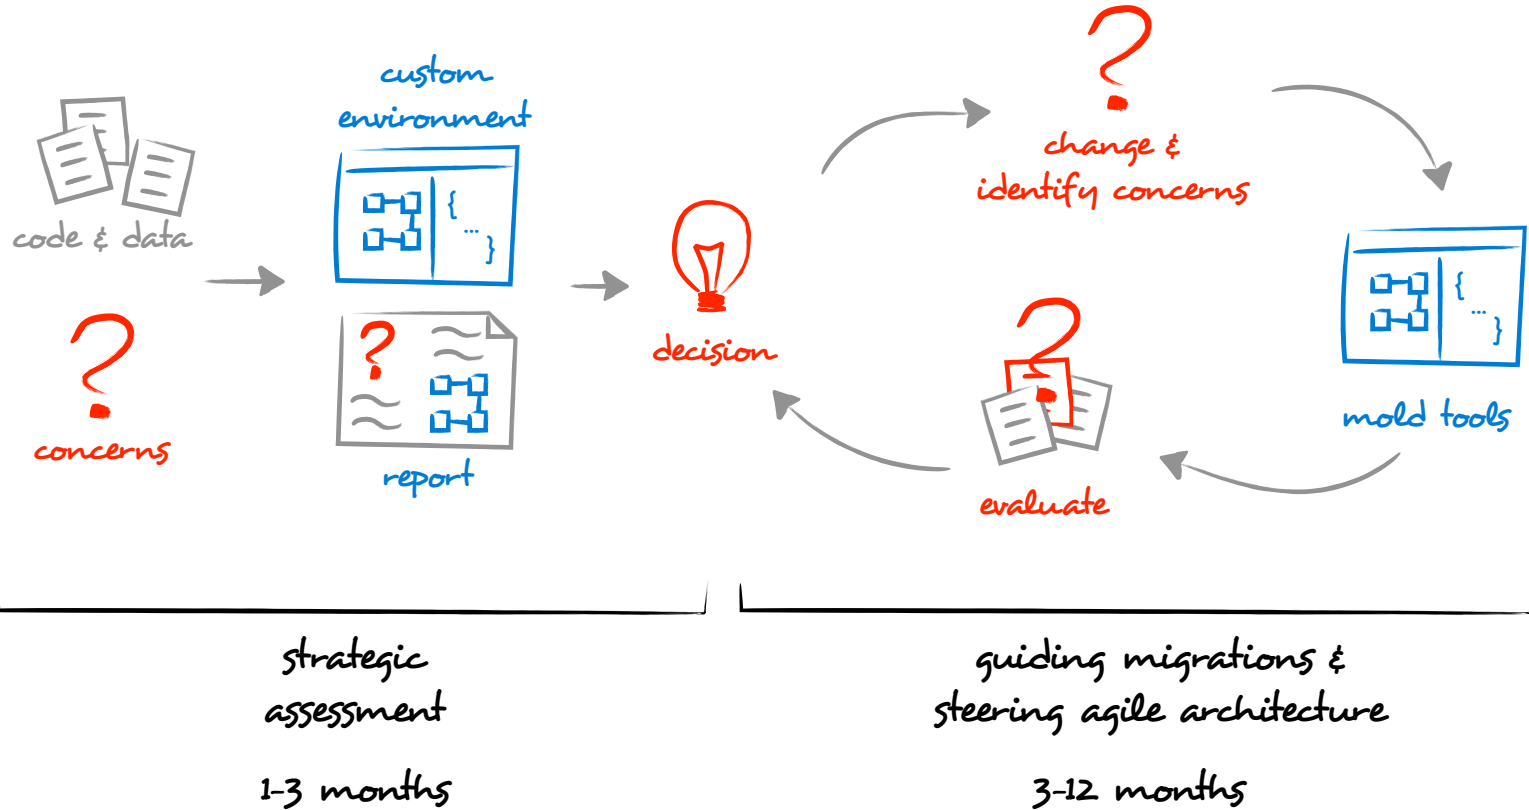 custom
environment
code & data
{
...
}
concerns
report
decision
change &
identify concerns
{
...
}
mold tools
evaluate
strategic
assessment
1-3 months
guiding migrations &
steering agile architecture
3-12 months